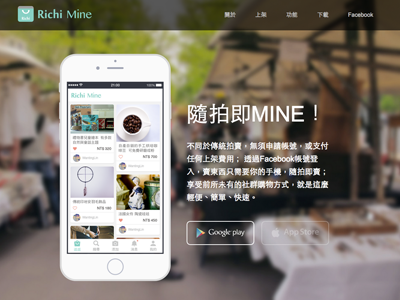 Richi Mine
關於
上架
功能
下載
Facebook
Richi Mine
隨拍即MINE！
不同於傳統拍賣，無須申請帳號，或支付
任何上架費用； 透過Facebook帳號登
入，賣東西只需要你的手機，隨拍即賣；
享受前所未有的社群購物方式，就是這麼
輕便、簡單、快速。
NT$ 320
NT$ 760
NT$ 180
Google play
App Store